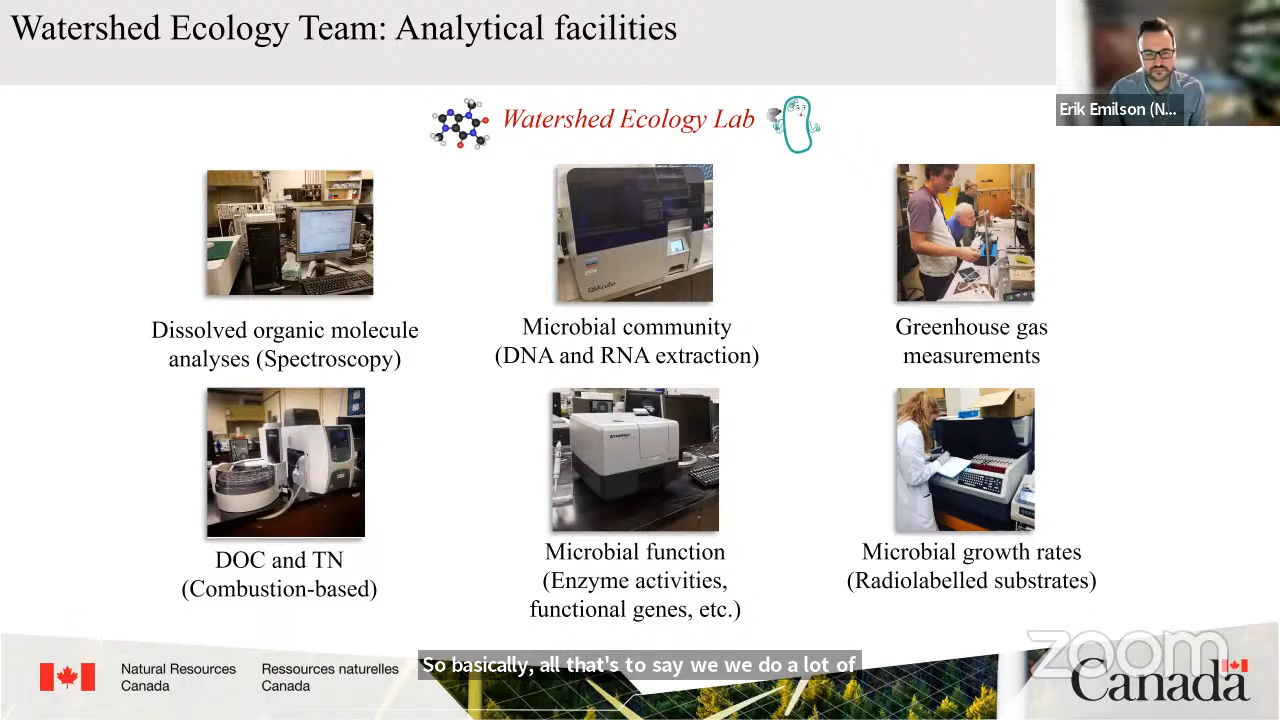 Watershed Ecology Team: Analytical facilities
Erik Emilson (N...
Watershed Ecology Lab
QIAcube
Dissolved organic molecule
analyses (Spectroscopy)
Microbial community
(DNA and RNA extraction)
Greenhouse gas
measurements
DOC and TN
(Combustion-based)
Microbial function
(Enzyme activities,
functional genes, etc.)
Microbial growth rates
(Radiolabelled substrates)
So basically, all that's to say we we do a lot of
Natural Resources
Canada
Ressources naturelles
Canada
zoom
Canada